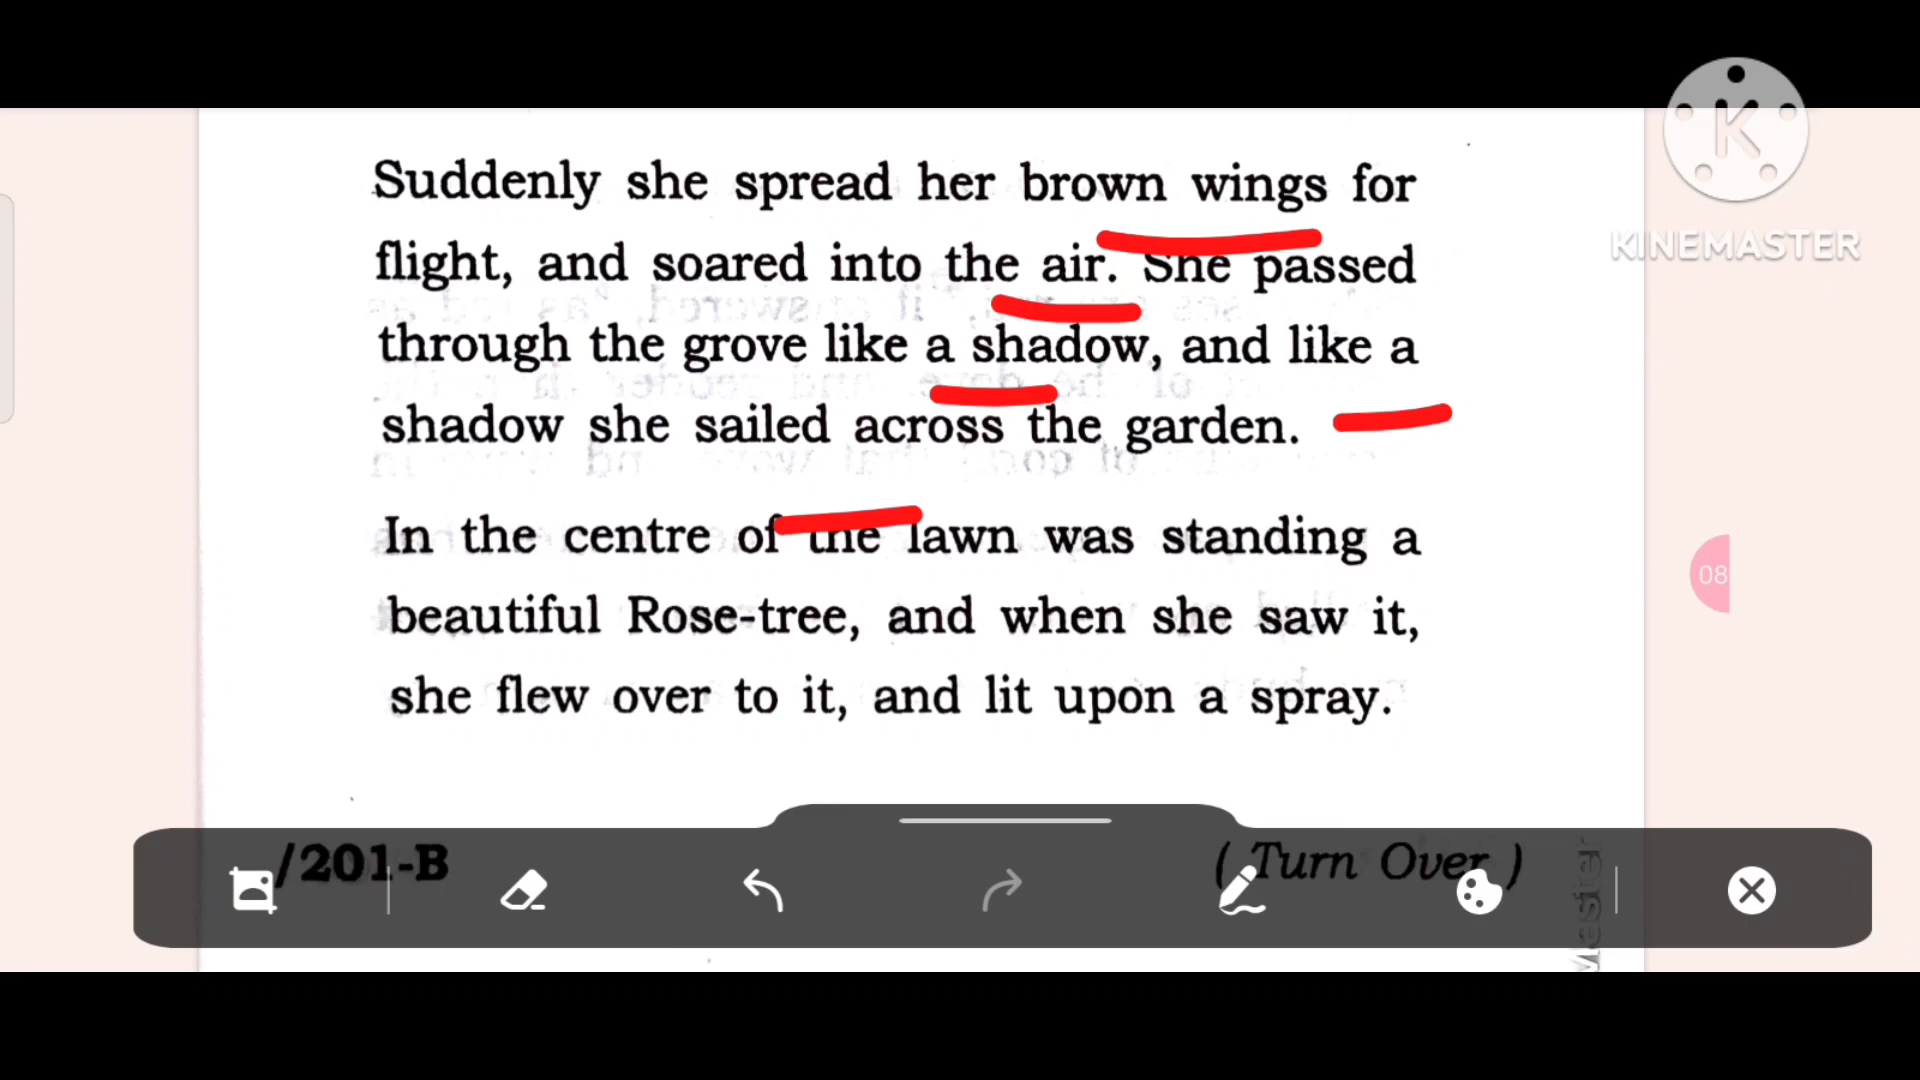 Suddenly she spread her brown wings for
flight, and soared into the air. She passed
through the grove like a shadow, and like a
shadow she sailed across the garden.
In the centre of the lawn was standing a
beautiful Rose-tree, and when she saw it,
she flew over to it, and lit upon a spray.
/201-B
( Turn Over )
KINEMASTER
08